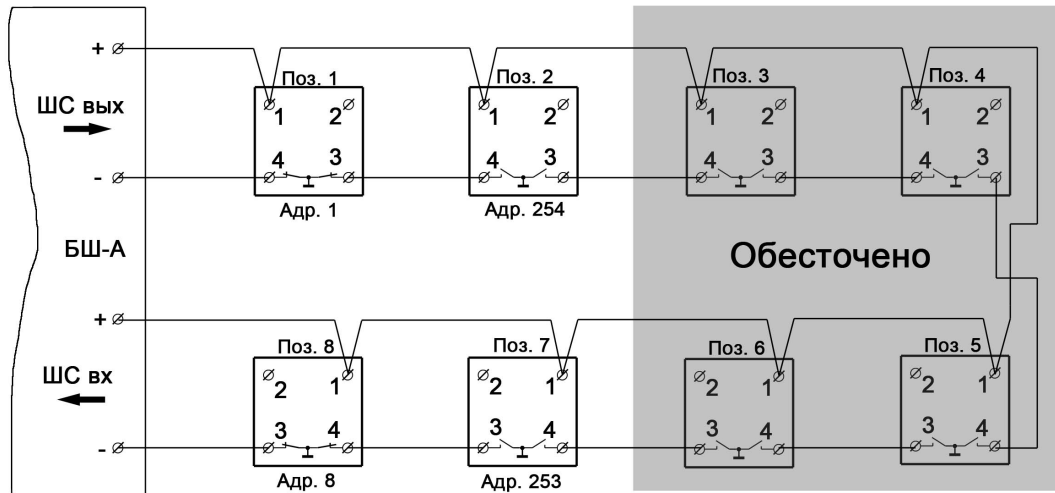 +
ШС вых
-
БШ-А
+
ШС вх
-
Поз. 1
1 2
4 3
Адр. 1
Поз. 2
1 2
4 3
Адр. 254
Поз. 3
1 2
4 3
Поз. 4
1 2
4 3
Обесточено
Поз. 8
2 1
3 4
Адр. 8
Поз. 7
2 1
3 4
Адр. 253
Поз. 6
2 1
3 4
Поз. 5
2 1
3 4